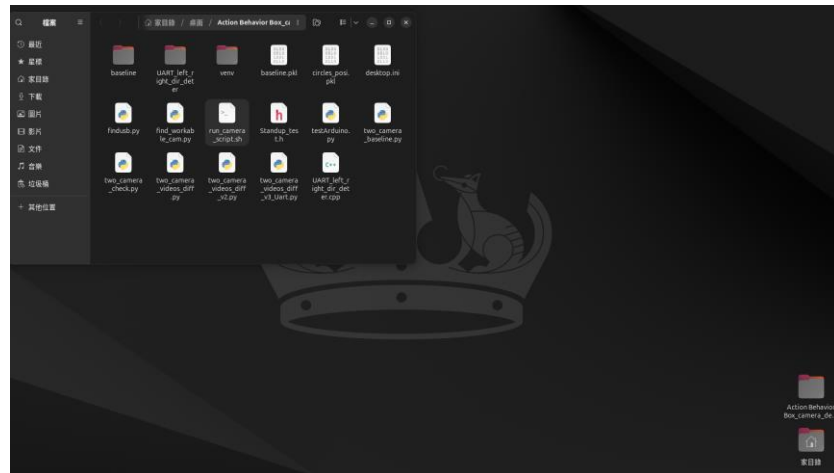 檔案
家目錄 / 桌面 / Action Behavior Box_c
最近
星標
家目錄
下載
圖片
影片
文件
音樂
垃圾桶
+ 其他位置
baseline
UART_left_r
ight_dir_det
er
venv
baseline.pkl
circles_posi.
pkl
desktop.ini
findusb.py
find_workab
le_cam.py
run_camera
_script.sh
Standup_tes
t.h
testArduino.
py
two_camera
_baseline.py
two_camera
_check.py
two_camera
_videos_diff
.py
two_camera
_videos_diff
_v2.py
two_camera
_videos_diff
_v3_Uart.py
UART_left_r
ight_dir_det
er.cpp
Action Behavior
Box_camera_de
家目錄